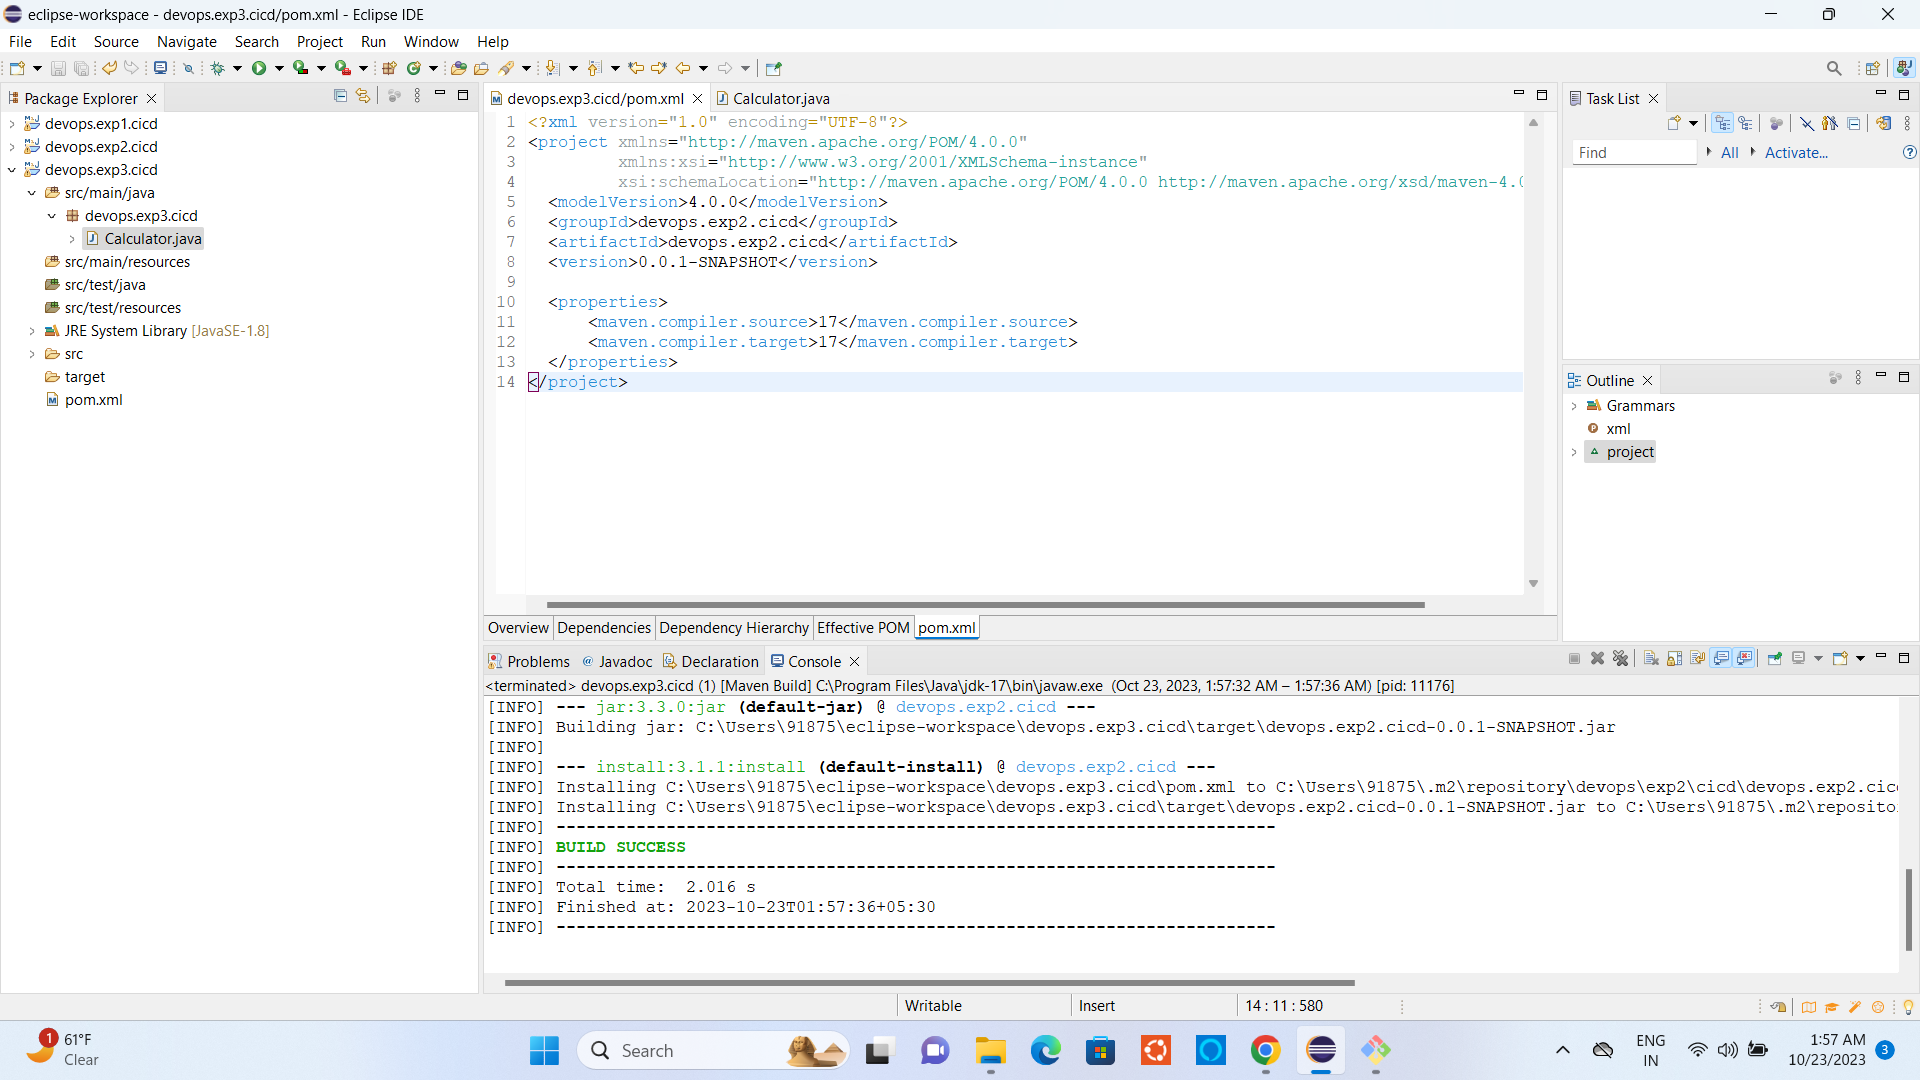 eclipse-workspace - devops.exp3.cicd/pom.xml - Eclipse IDE
File Edit Source Navigate Search Project Run Window Help
Package Explorer
devops.exp1.cicd
devops.exp2.cicd
devops.exp3.cicd
src/main/java
devops.exp3.cicd
Calculator.java
src/main/resources
src/test/java
src/test/resources
JRE System Library [JavaSE-1.8]
src
target
pom.xml
devops.exp3.cicd/pom.xml
Calculator.java
1 <?xml version="1.0" encoding="UTF-8"?>
2 <project xmlns="http://maven.apache.org/POM/4.0.0"
3 xmlns:xsi="http://www.w3.org/2001/XMLSchema-instance"
4 xsi:schemaLocation="http://maven.apache.org/POM/4.0.0 http://maven.apache.org/xsd/maven-4.0
5 <modelVersion>4.0.0</modelVersion>
6 <groupId>devops.exp2.cicd</groupId>
7 <artifactId>devops.exp2.cicd</artifactId>
8 <version>0.0.1-SNAPSHOT</version>
9
10 <properties>
11 <maven.compiler.source>17</maven.compiler.source>
12 <maven.compiler.target>17</maven.compiler.target>
13 </properties>
14 </project>
Overview Dependencies Dependency Hierarchy Effective POM pom.xml
Task List
Find All Activate...
Outline
Grammars
xml
project
Problems @ Javadoc Declaration Console
<terminated> devops.exp3.cicd (1) [Maven Build] C:\Program Files\Java\jdk-17\bin\javaw.exe (Oct 23, 2023, 1:57:32 AM – 1:57:36 AM) [pid: 11176]
[INFO] --- jar:3.3.0:jar (default-jar) @ devops.exp2.cicd ---
[INFO] Building jar: C:\Users\91875\eclipse-workspace\devops.exp3.cicd\target\devops.exp2.cicd-0.0.1-SNAPSHOT.jar
[INFO]
[INFO] --- install:3.1.1:install (default-install) @ devops.exp2.cicd ---
[INFO] Installing C:\Users\91875\eclipse-workspace\devops.exp3.cicd\pom.xml to C:\Users\91875\.m2\repository\devops\exp2\cicd\devops.exp2.cic
[INFO] Installing C:\Users\91875\eclipse-workspace\devops.exp3.cicd\target\devops.exp2.cicd-0.0.1-SNAPSHOT.jar to C:\Users\91875\.m2\reposito
[INFO] ------------------------------------------------------------------------
[INFO] BUILD SUCCESS
[INFO] ------------------------------------------------------------------------
[INFO] Total time:  2.016 s
[INFO] Finished at: 2023-10-23T01:57:36+05:30
[INFO] ------------------------------------------------------------------------
Writable Insert 14 : 11 : 580
1
61°F
Clear
Search
ENG
IN
1:57 AM
10/23/2023
3